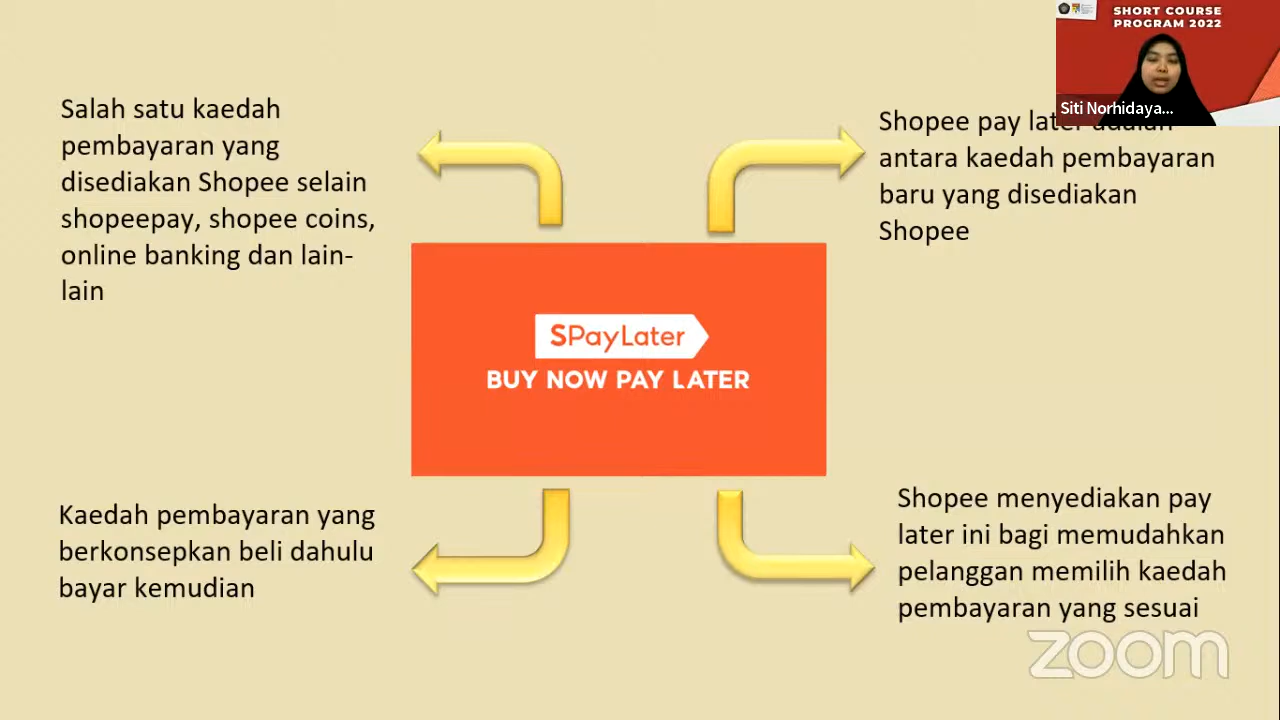 SHORT COURSE
PROGRAM 2022
Siti Norhidaya...
Salah satu kaedah
pembayaran yang
disediakan Shopee selain
shopeepay, shopee coins,
online banking dan lain-
lain
Shopee pay later adalah
antara kaedah pembayaran
baru yang disediakan
Shopee
SPayLater
BUY NOW PAY LATER
Kaedah pembayaran yang
berkonsepkan beli dahulu
bayar kemudian
Shopee menyediakan pay
later ini bagi memudahkan
pelanggan memilih kaedah
pembayaran yang sesuai
zoom